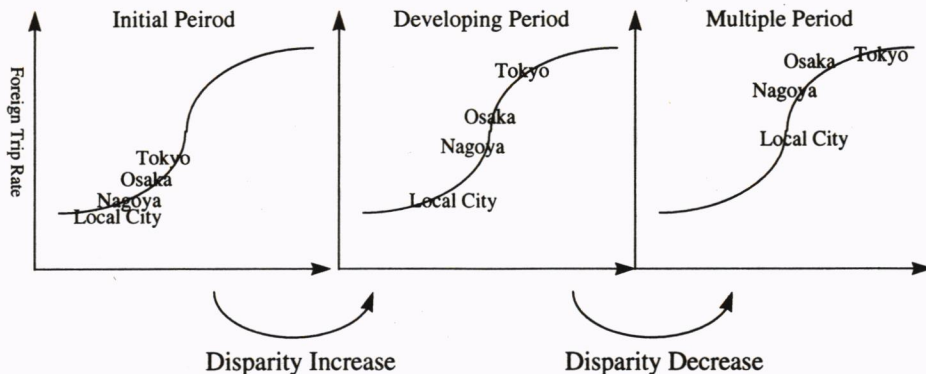 Initial Peirod
Developing Period
Multiple Period
Foreign Trip Rate
Tokyo
Osaka
Nagoya
Local City
Tokyo
Osaka
Nagoya
Local City
Osaka
Tokyo
Nagoya
Local City
Disparity Increase
Disparity Decrease